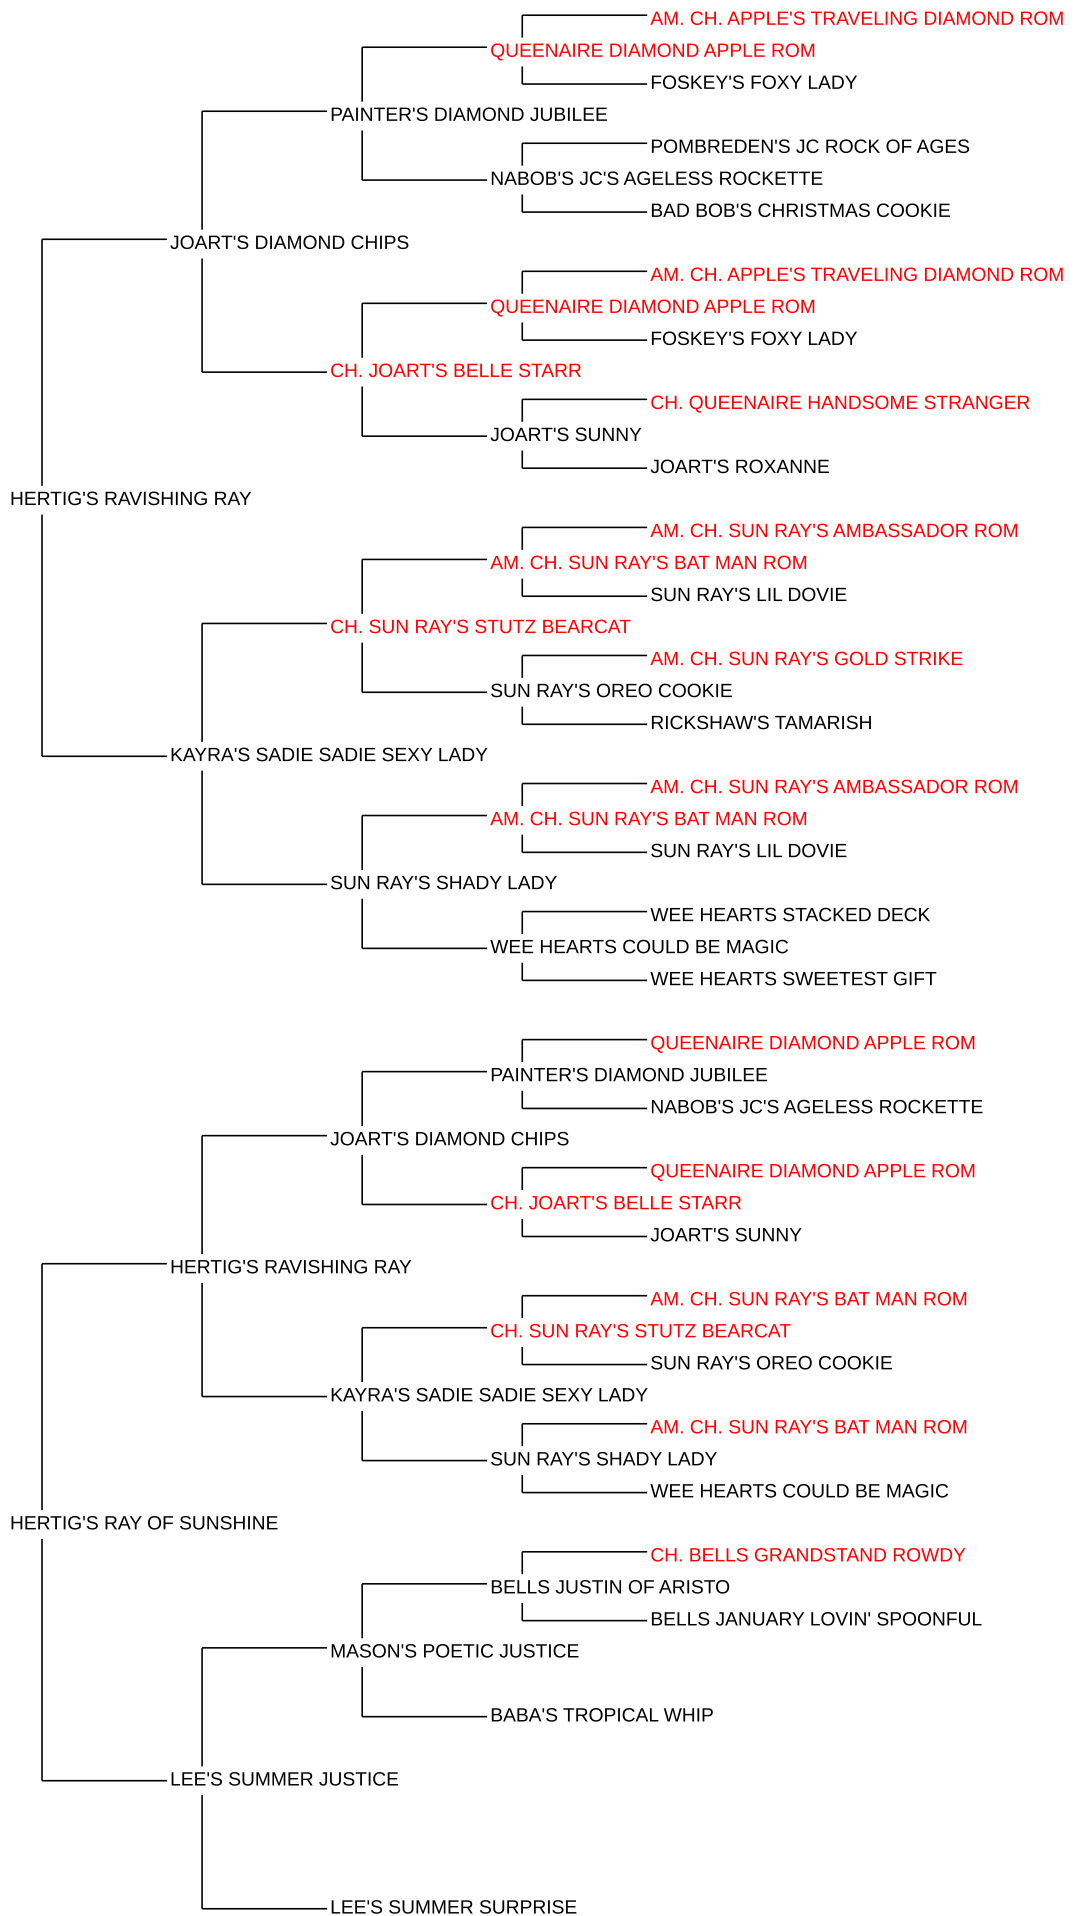 AM. CH. APPLE'S TRAVELING DIAMOND ROM
QUEENAIRE DIAMOND APPLE ROM
FOSKEY'S FOXY LADY
PAINTER'S DIAMOND JUBILEE
POMBREDEN'S JC ROCK OF AGES
NABOB'S JC'S AGELESS ROCKETTE
BAD BOB'S CHRISTMAS COOKIE
JOART'S DIAMOND CHIPS
AM. CH. APPLE'S TRAVELING DIAMOND ROM
QUEENAIRE DIAMOND APPLE ROM
FOSKEY'S FOXY LADY
CH. JOART'S BELLE STARR
CH. QUEENAIRE HANDSOME STRANGER
JOART'S SUNNY
JOART'S ROXANNE
HERTIG'S RAVISHING RAY
AM. CH. SUN RAY'S AMBASSADOR ROM
AM. CH. SUN RAY'S BAT MAN ROM
SUN RAY'S LIL DOVIE
CH. SUN RAY'S STUTZ BEARCAT
AM. CH. SUN RAY'S GOLD STRIKE
SUN RAY'S OREO COOKIE
RICKSHAW'S TAMARISH
KAYRA'S SADIE SADIE SEXY LADY
AM. CH. SUN RAY'S AMBASSADOR ROM
AM. CH. SUN RAY'S BAT MAN ROM
SUN RAY'S LIL DOVIE
SUN RAY'S SHADY LADY
WEE HEARTS STACKED DECK
WEE HEARTS COULD BE MAGIC
WEE HEARTS SWEETEST GIFT
QUEENAIRE DIAMOND APPLE ROM
PAINTER'S DIAMOND JUBILEE
NABOB'S JC'S AGELESS ROCKETTE
JOART'S DIAMOND CHIPS
QUEENAIRE DIAMOND APPLE ROM
CH. JOART'S BELLE STARR
JOART'S SUNNY
HERTIG'S RAVISHING RAY
AM. CH. SUN RAY'S BAT MAN ROM
CH. SUN RAY'S STUTZ BEARCAT
SUN RAY'S OREO COOKIE
KAYRA'S SADIE SADIE SEXY LADY
AM. CH. SUN RAY'S BAT MAN ROM
SUN RAY'S SHADY LADY
WEE HEARTS COULD BE MAGIC
HERTIG'S RAY OF SUNSHINE
CH. BELLS GRANDSTAND ROWDY
BELLS JUSTIN OF ARISTO
BELLS JANUARY LOVIN' SPOONFUL
MASON'S POETIC JUSTICE
BABA'S TROPICAL WHIP
LEE'S SUMMER JUSTICE
LEE'S SUMMER SURPRISE